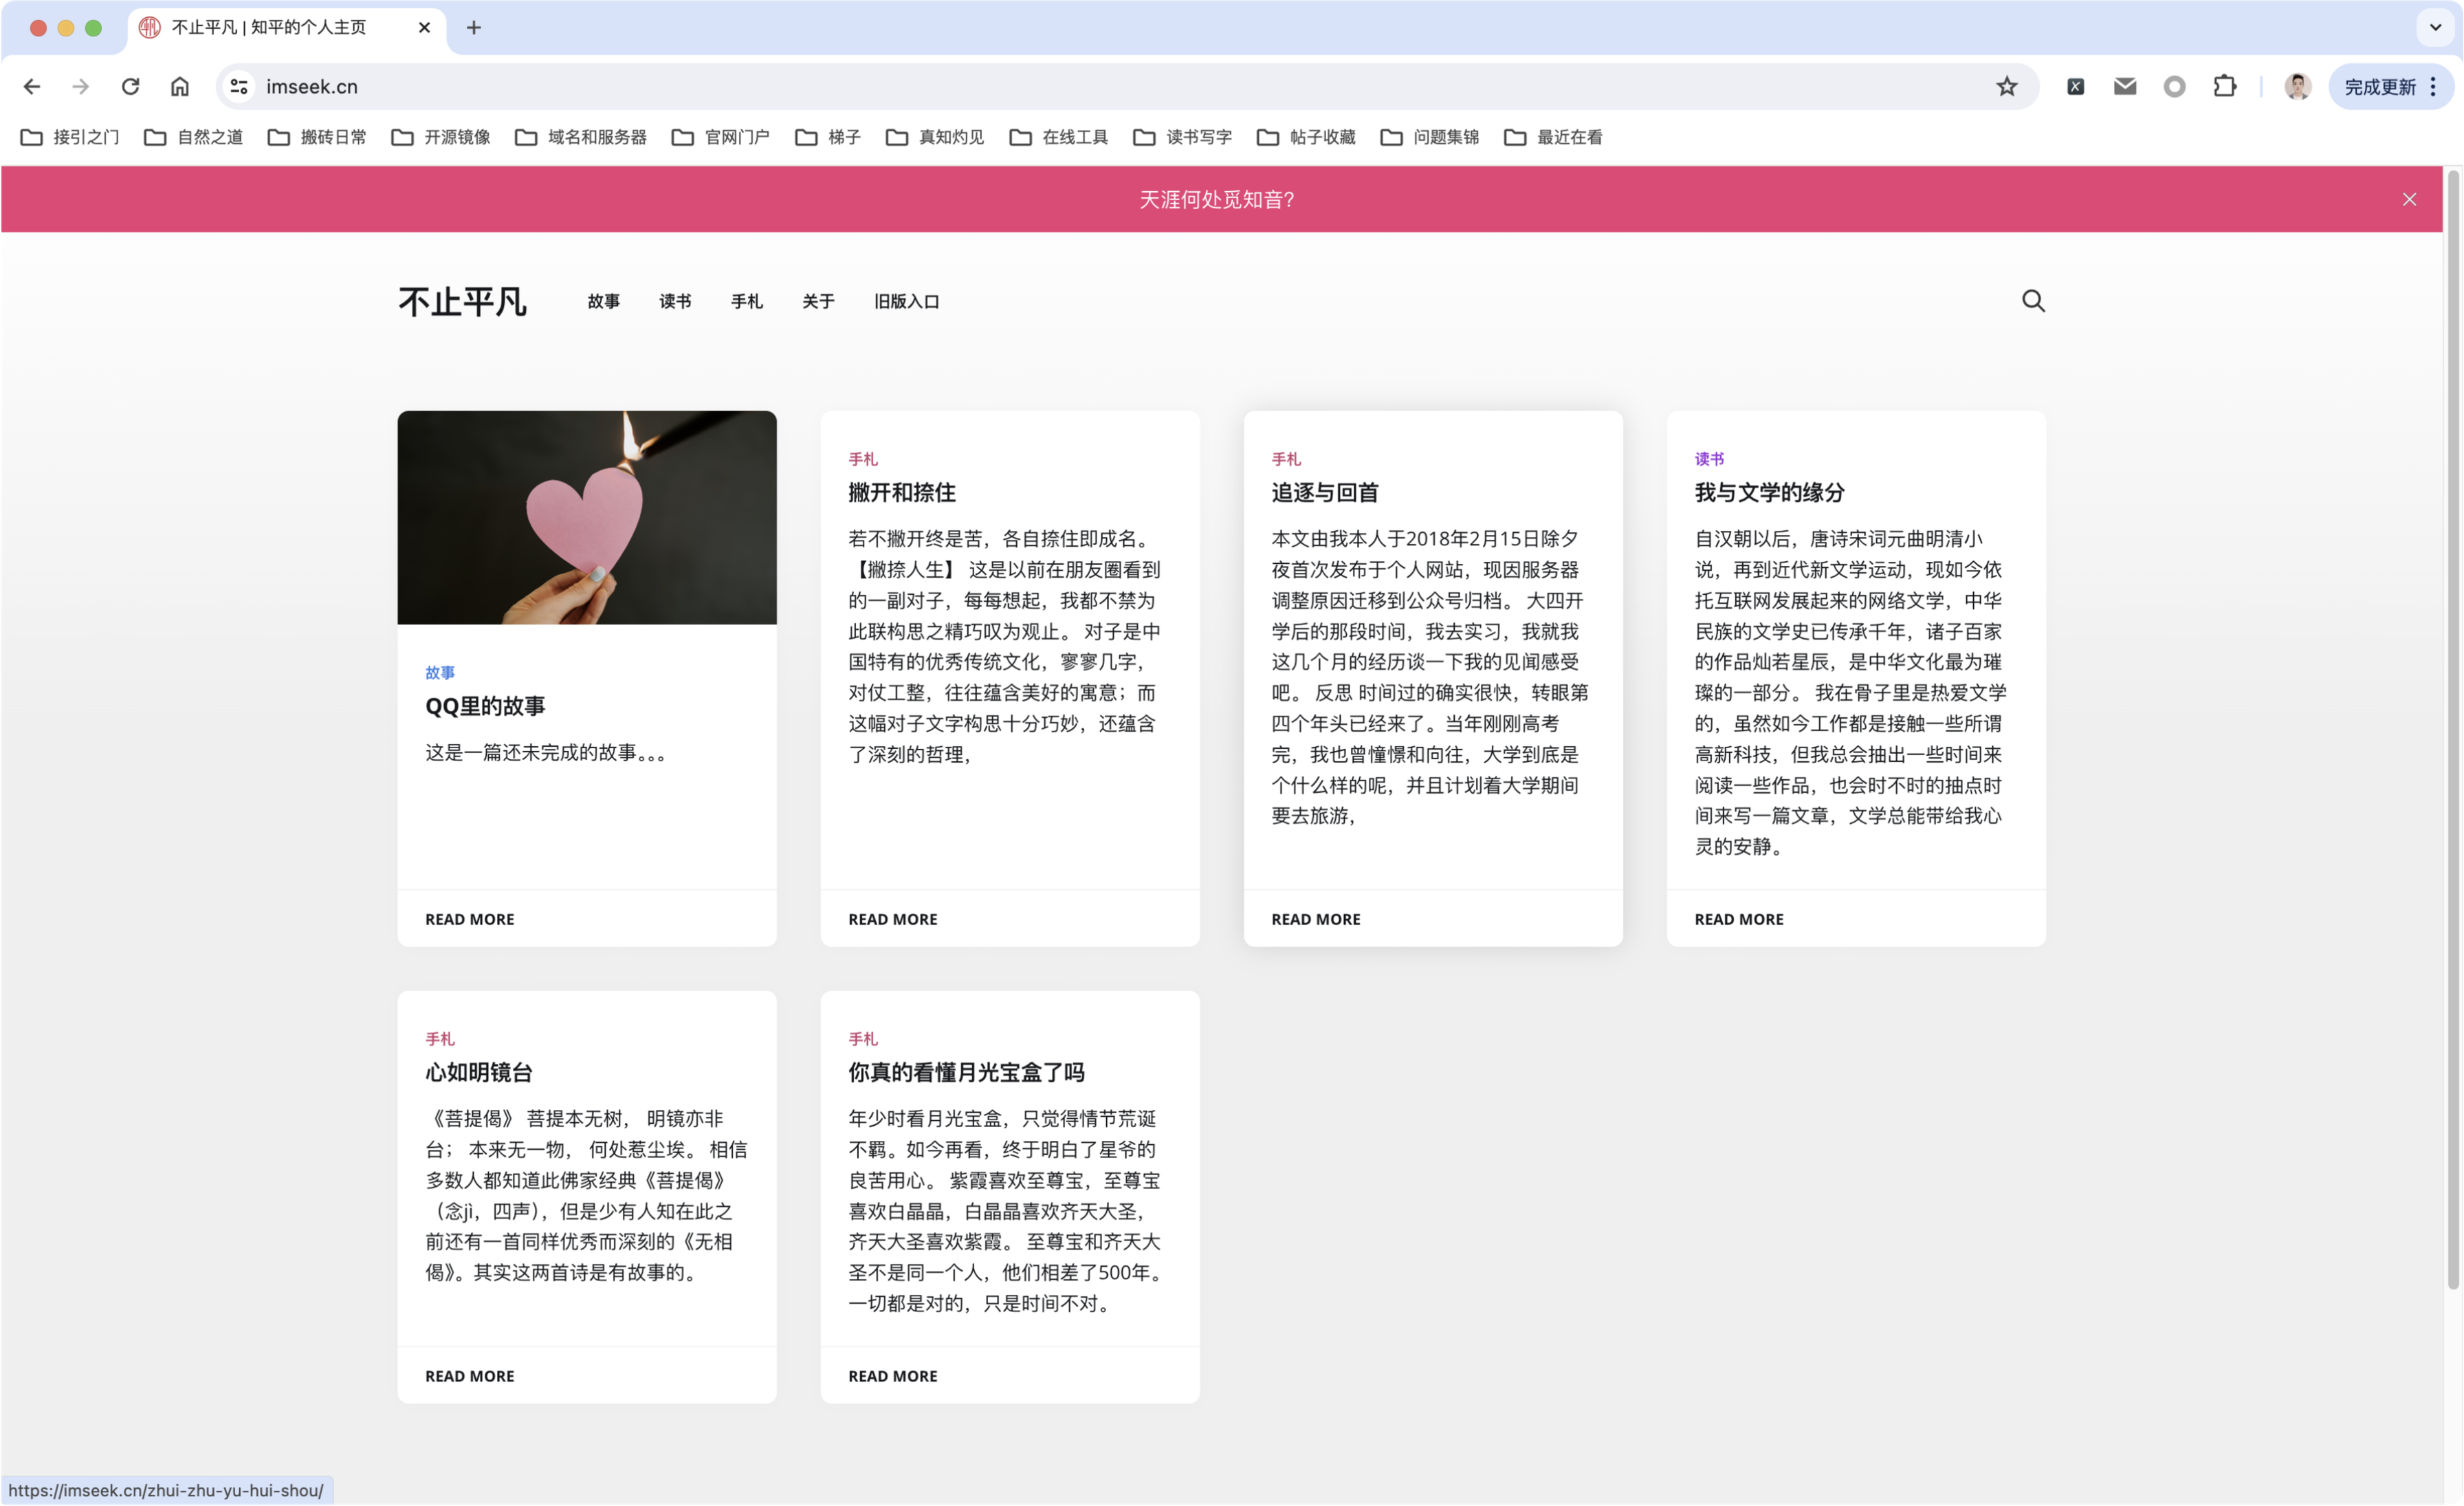 不止平凡 | 知平的个人主页
imseek.cn
完成更新
接引之门 自然之道 搬砖日常 开源镜像 域名和服务器 官网门户 梯子 真知灼见 在线工具 读书写字 帖子收藏 问题集锦 最近在看
天涯何处觅知音?
不止平凡 故事 读书 手札 关于 旧版入口
故事
QQ里的故事
这是一篇还未完成的故事。。。
READ MORE
手札
撇开和捺住
若不撇开终是苦，各自捺住即成名。
【撇捺人生】 这是以前在朋友圈看到
的一副对子，每每想起，我都不禁为
此联构思之精巧叹为观止。 对子是中
国特有的优秀传统文化，寥寥几字，
对仗工整，往往蕴含美好的寓意；而
这幅对子文字构思十分巧妙，还蕴含
了深刻的哲理，
READ MORE
手札
追逐与回首
本文由我本人于2018年2月15日除夕
夜首次发布于个人网站，现因服务器
调整原因迁移到公众号归档。 大四开
学后的那段时间，我去实习，我就我
这几个月的经历谈一下我的见闻感受
吧。 反思 时间过的确实很快，转眼第
四个年头已经来了。当年刚刚高考
完，我也曾憧憬和向往，大学到底是
个什么样的呢，并且计划着大学期间
要去旅游，
READ MORE
读书
我与文学的缘分
自汉朝以后，唐诗宋词元曲明清小
说，再到近代新文学运动，现如今依
托互联网发展起来的网络文学，中华
民族的文学史已传承千年，诸子百家
的作品灿若星辰，是中华文化最为璀
璨的一部分。 我在骨子里是热爱文学
的，虽然如今工作都是接触一些所谓
高新科技，但我总会抽出一些时间来
阅读一些作品，也会时不时的抽点时
间来写一篇文章，文学总能带给我心
灵的安静。
READ MORE
手札
心如明镜台
《菩提偈》 菩提本无树， 明镜亦非
台； 本来无一物， 何处惹尘埃。 相信
多数人都知道此佛家经典《菩提偈》
（念jì，四声），但是少有人知在此之
前还有一首同样优秀而深刻的《无相
偈》。其实这两首诗是有故事的。
READ MORE
手札
你真的看懂月光宝盒了吗
年少时看月光宝盒，只觉得情节荒诞
不羁。如今再看，终于明白了星爷的
良苦用心。 紫霞喜欢至尊宝，至尊宝
喜欢白晶晶，白晶晶喜欢齐天大圣，
齐天大圣喜欢紫霞。 至尊宝和齐天大
圣不是同一个人，他们相差了500年。
一切都是对的，只是时间不对。
READ MORE
https://imseek.cn/zhui-zhu-yu-hui-shou/